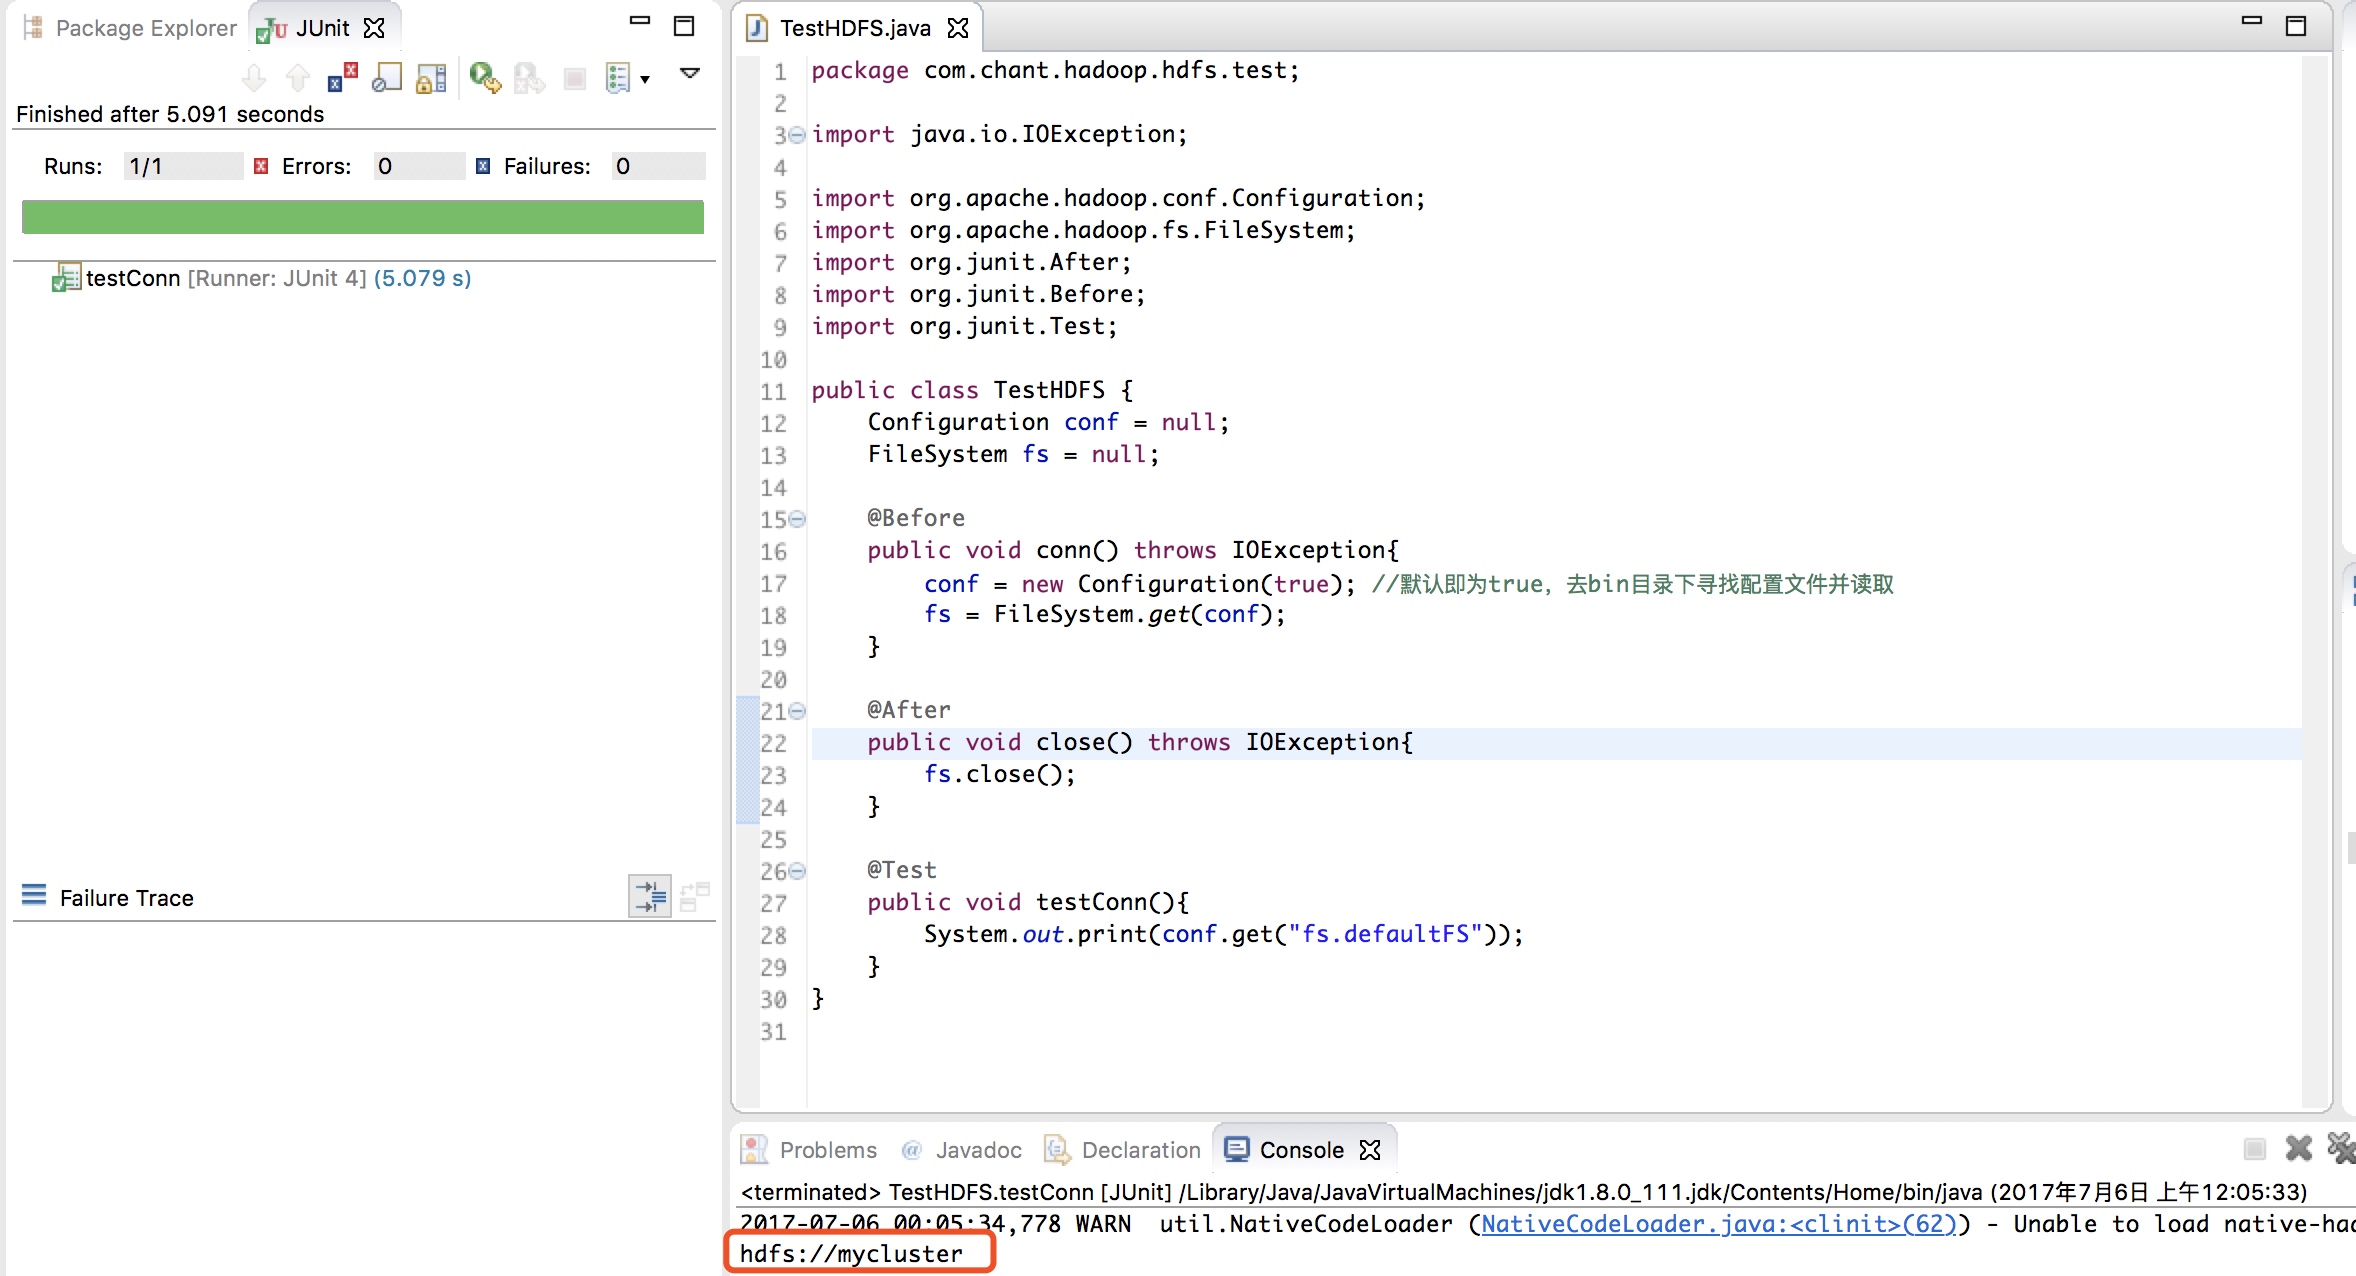 Package Explorer JUnit
Finished after 5.091 seconds
Runs: 1/1 Errors: 0 Failures: 0
testConn [Runner: JUnit 4] (5.079 s)
Failure Trace
TestHDFS.java
1 package com.chant.hadoop.hdfs.test;
2
3 import java.io.IOException;
4
5 import org.apache.hadoop.conf.Configuration;
6 import org.apache.hadoop.fs.FileSystem;
7 import org.junit.After;
8 import org.junit.Before;
9 import org.junit.Test;
10
11 public class TestHDFS {
12 Configuration conf = null;
13 FileSystem fs = null;
14
15 @Before
16 public void conn() throws IOException{
17 conf = new Configuration(true); //默认即为true，去bin目录下寻找配置文件并读取
18 fs = FileSystem.get(conf);
19 }
20
21 @After
22 public void close() throws IOException{
23 fs.close();
24 }
25
26 @Test
27 public void testConn(){
28 System.out.print(conf.get("fs.defaultFS"));
29 }
30 }
31
Problems Javadoc Declaration Console
<terminated> TestHDFS.testConn [JUnit] /Library/Java/JavaVirtualMachines/jdk1.8.0_111.jdk/Contents/Home/bin/java (2017年7月6日 上午12:05:33)
2017-07-06 00:05:34,778 WARN util.NativeCodeLoader (NativeCodeLoader.java:<clinit>(62)) - Unable to load native-had
hdfs://mycluster